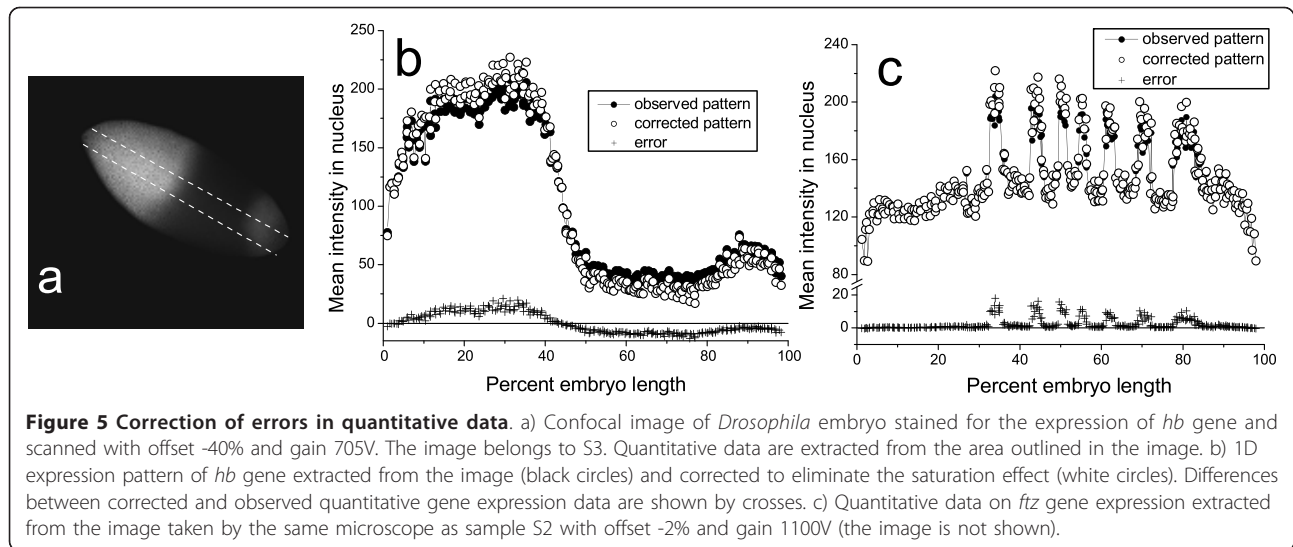 a
b
Mean intensity in nucleus
250
200
150
100
50
0
observed pattern
corrected pattern
error
0 20 40 60 80 100
Percent embryo length
c
Mean intensity in nucleus
240
200
160
120
80
20
0
observed pattern
corrected pattern
error
0 20 40 60 80 100
Percent embryo length
Figure 5 Correction of errors in quantitative data. a) Confocal image of Drosophila embryo stained for the expression of hb gene and
scanned with offset -40% and gain 705V. The image belongs to S3. Quantitative data are extracted from the area outlined in the image. b) 1D
expression pattern of hb gene extracted from the image (black circles) and corrected to eliminate the saturation effect (white circles). Differences
between corrected and observed quantitative gene expression data are shown by crosses. c) Quantitative data on ftz gene expression extracted
from the image taken by the same microscope as sample S2 with offset -2% and gain 1100V (the image is not shown).